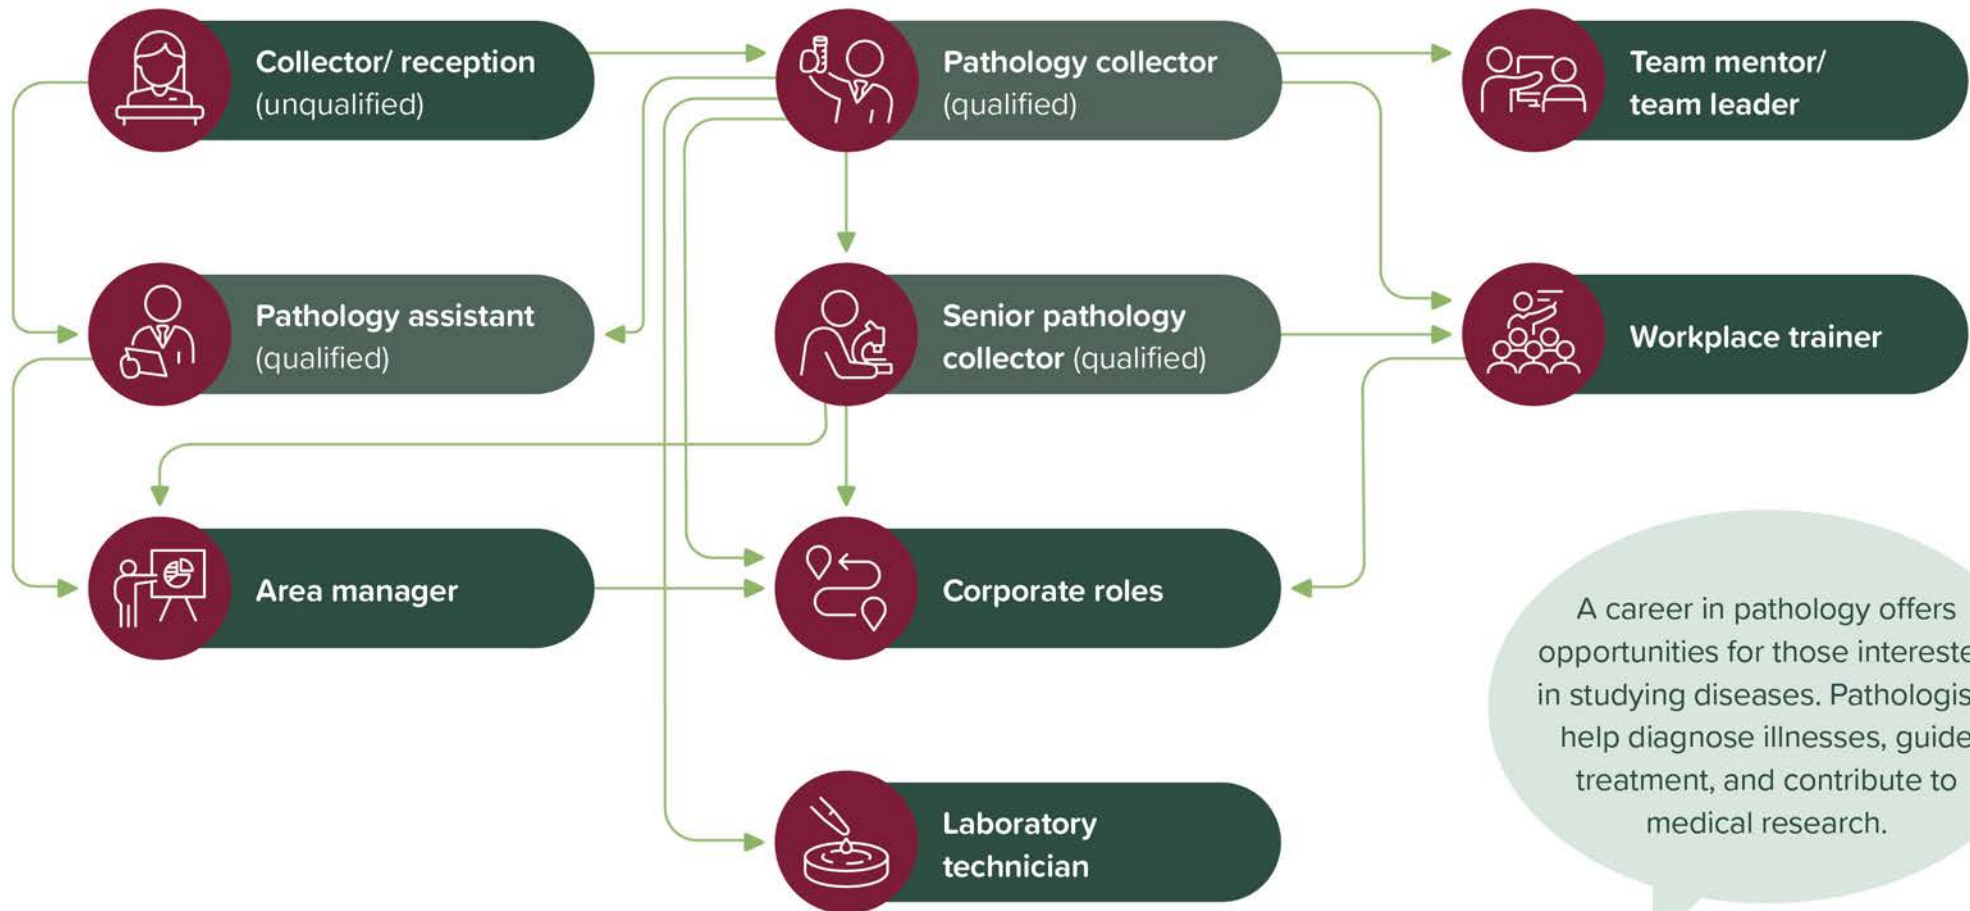 Collector/ reception
(unqualified)
Pathology collector
(qualified)
Team mentor/
team leader
Pathology assistant
(qualified)
Senior pathology
collector (qualified)
Workplace trainer
Area manager
Corporate roles
Laboratory
technician
A career in pathology offers
opportunities for those
in studying diseases.
help diagnose illnesses, guide
treatment, and contribute to
medical research.